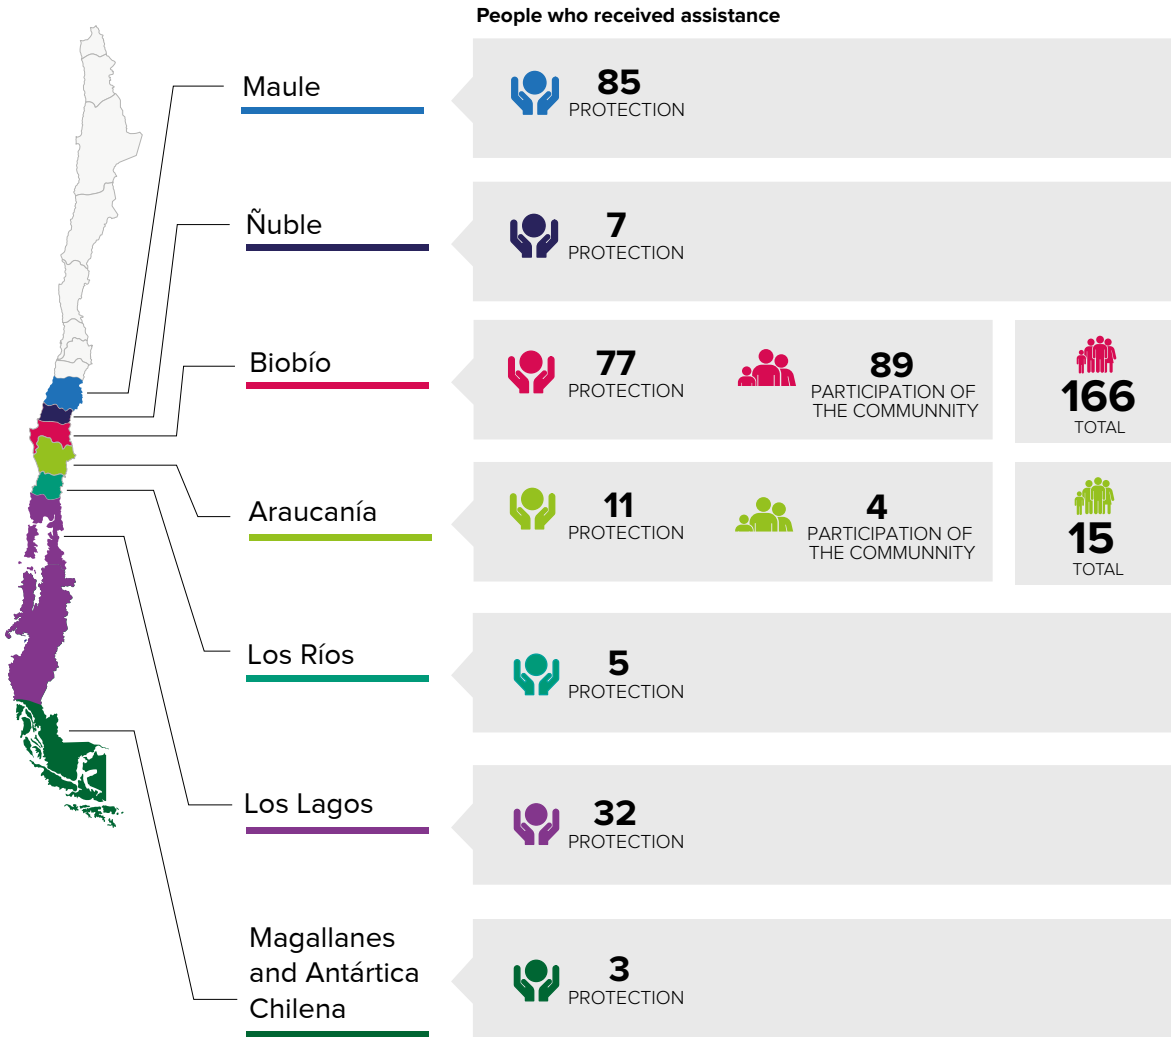 People who received assistance
Maule
85
PROTECTION
Ñuble
7
PROTECTION
Biobío
77
PROTECTION
89
PARTICIPATION OF
THE COMMUNNITY
166
TOTAL
Araucanía
11
PROTECTION
4
PARTICIPATION OF
THE COMMUNNITY
15
TOTAL
Los Ríos
5
PROTECTION
Los Lagos
32
PROTECTION
Magallanes
and Antártica
Chilena
3
PROTECTION